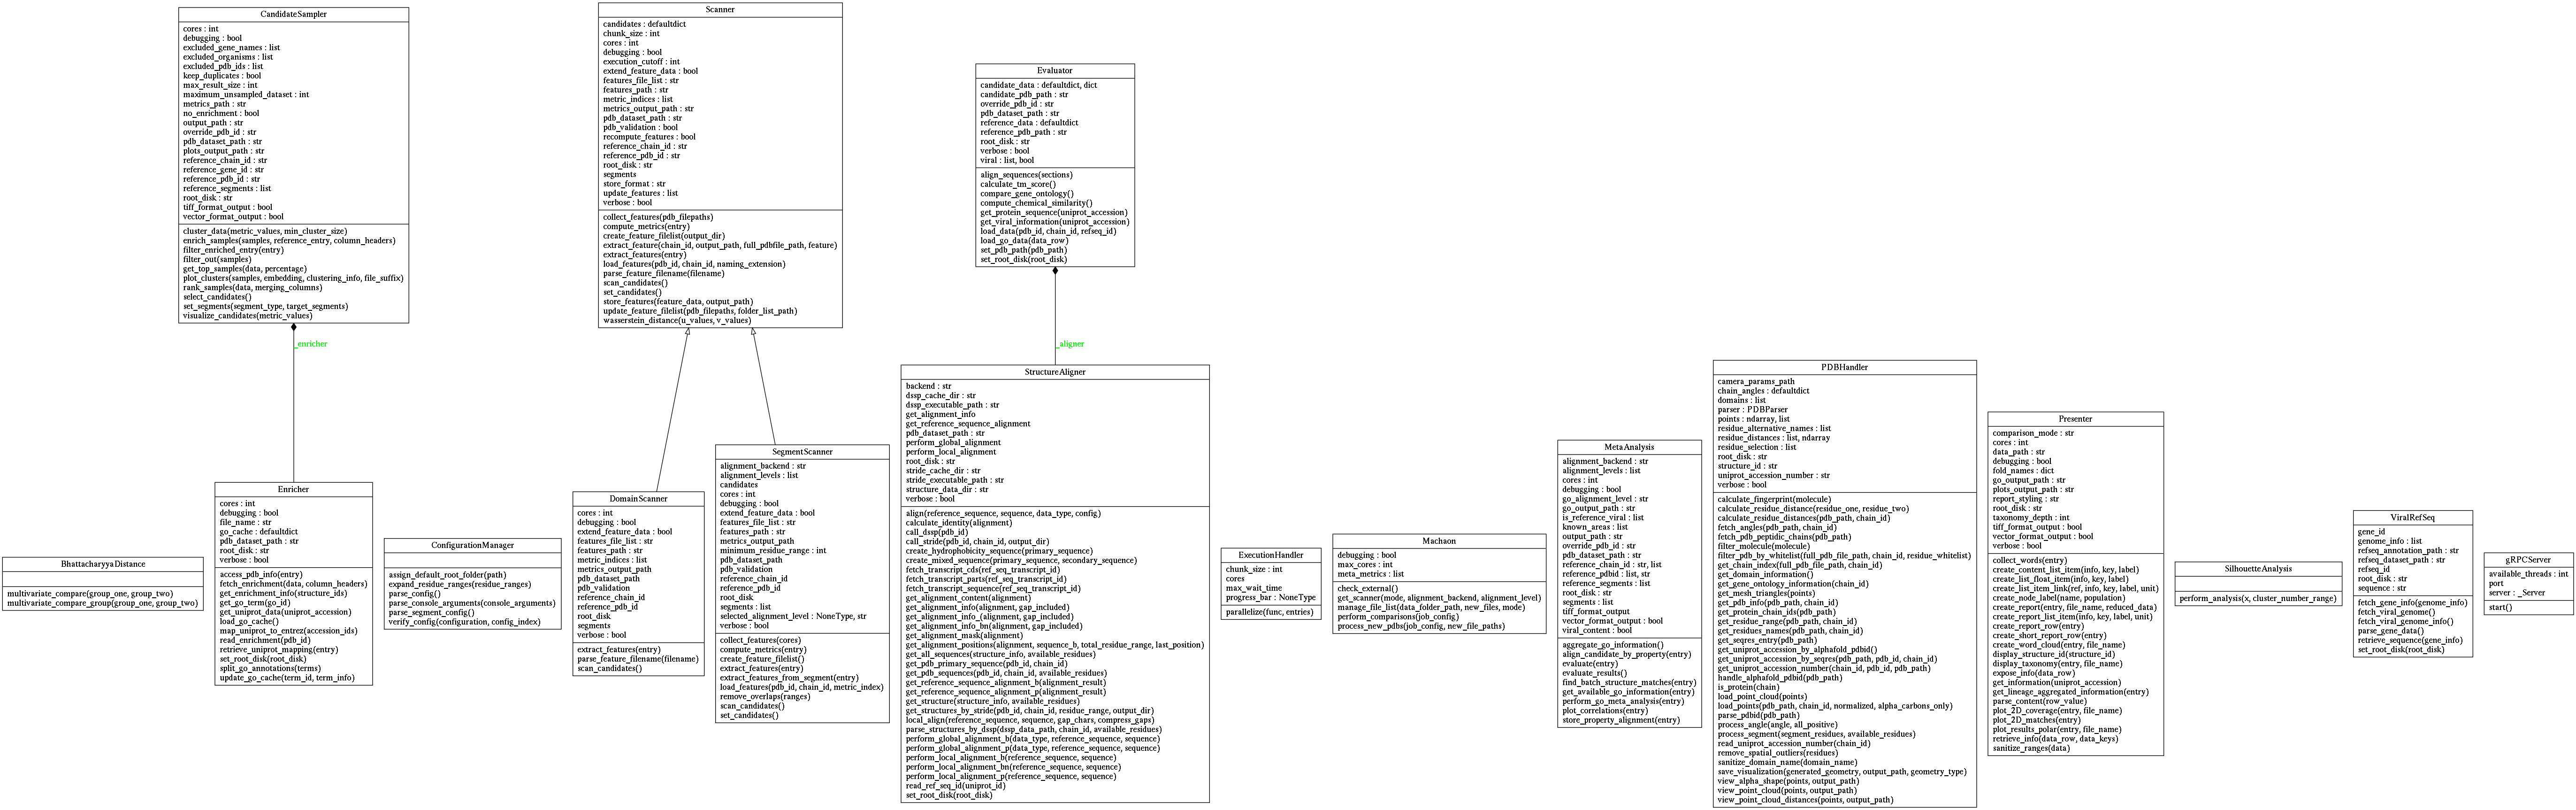 CandidateSampler
cores : int
debugging : bool
excluded_gene_names : list
excluded_organisms : list
excluded_pdb_ids : list
keep_duplicates : bool
max_result_size : int
maximum_unsampled_dataset : int
metrics_path : str
no_enrichment : bool
output_path : str
override_pdb_id : str
pdb_dataset_path : str
plots_output_path : str
reference_chain_id : str
reference_gene_id : str
reference_pdb_id : str
reference_segments : list
root_disk : str
tiff_format_output : bool
vector_format_output : bool
cluster_data(metric_values, min_cluster_size)
enrich_samples(samples, reference_entry, column_headers)
filter_enriched_entry(entry)
filter_out(samples)
get_top_samples(data, percentage)
plot_clusters(samples, embedding, clustering_info, file_suffix)
rank_samples(data, merging_columns)
select_candidates()
set_segments(segment_type, target_segments)
visualize_candidates(metric_values)
Scanner
candidates : defaultdict
chunk_size : int
cores : int
debugging : bool
execution_cutoff : int
extend_feature_data : bool
features_file_list : str
features_path : str
metric_indices : list
metrics_output_path : str
pdb_dataset_path : str
pdb_validation : bool
recompute_features : bool
reference_chain_id : str
reference_pdb_id : str
root_disk : str
segments
store_format : str
update_features : list
verbose : bool
collect_features(pdb_filepaths)
compute_metrics(entry)
create_feature_filelist(output_dir)
extract_feature(chain_id, output_path, full_pdbfile_path, feature)
extract_features(entry)
load_features(pdb_id, chain_id, naming_extension)
parse_feature_filename(filename)
scan_candidates()
set_candidates()
store_features(feature_data, output_path)
update_feature_filelist(pdb_filepaths, folder_list_path)
wasserstein_distance(u_values, v_values)
Evaluator
candidate_data : defaultdict, dict
candidate_pdb_path : str
override_pdb_id : str
pdb_dataset_path : str
reference_data : defaultdict
reference_pdb_path : str
root_disk : str
verbose : bool
viral : list, bool
align_sequences(sections)
calculate_tm_score()
compare_gene_ontology()
compute_chemical_similarity()
get_protein_sequence(uniprot_accession)
get_viral_information(uniprot_accession)
load_data(pdb_id, chain_id, refseq_id)
load_go_data(data_row)
set_pdb_path(pdb_path)
set_root_disk(root_disk)
_enricher
_aligner
BhattacharyyaDistance
multivariate_compare(group_one, group_two)
multivariate_compare_group(group_one, group_two)
Enricher
cores : int
debugging : bool
file_name : str
go_cache : defaultdict
pdb_dataset_path : str
root_disk : str
verbose : bool
access_pdb_info(entry)
fetch_enrichment(data, column_headers)
get_enrichment_info(structure_ids)
get_go_term(go_id)
get_uniprot_data(uniprot_accession)
load_go_cache()
map_uniprot_to_entrez(accession_ids)
read_enrichment(pdb_id)
retrieve_uniprot_mapping(entry)
set_root_disk(root_disk)
split_go_annotations(terms)
update_go_cache(term_id, term_info)
ConfigurationManager
assign_default_root_folder(path)
expand_residue_ranges(residue_ranges)
parse_config()
parse_console_arguments(console_arguments)
parse_segment_config()
verify_config(configuration, config_index)
DomainScanner
cores : int
debugging : bool
extend_feature_data : bool
features_file_list : str
features_path : str
metric_indices : list
metrics_output_path : str
pdb_dataset_path
pdb_validation
reference_chain_id
reference_pdb_id
root_disk
segments
verbose : bool
extract_features(entry)
parse_feature_filename(filename)
scan_candidates()
SegmentScanner
alignment_backend : str
alignment_levels : list
candidates
cores : int
debugging : bool
extend_feature_data : bool
features_file_list : str
features_path : str
metrics_output_path
minimum_residue_range : int
pdb_dataset_path
pdb_validation
reference_chain_id
reference_pdb_id
root_disk
segments : list
selected_alignment_level : NoneType, str
verbose : bool
collect_features(cores)
compute_metrics(entry)
create_feature_filelist()
extract_features(entry)
extract_features_from_segment(entry)
load_features(pdb_id, chain_id, metric_index)
remove_overlaps(ranges)
scan_candidates()
set_candidates()
StructureAligner
backend : str
dssp_cache_dir : str
dssp_executable_path : str
get_alignment_info
get_reference_sequence_alignment
pdb_dataset_path : str
perform_global_alignment
perform_local_alignment
root_disk : str
stride_cache_dir : str
stride_executable_path : str
structure_data_dir : str
verbose : bool
align(reference_sequence, sequence, data_type, config)
calculate_identity(alignment)
call_dssp(pdb_id)
call_stride(pdb_id, chain_id, output_dir)
create_hydrophobicity_sequence(primary_sequence)
create_mixed_sequence(primary_sequence, secondary_sequence)
fetch_transcript_cds(ref_seq_transcript_id)
fetch_transcript_parts(ref_seq_transcript_id)
fetch_transcript_sequence(ref_seq_transcript_id)
get_alignment_content(alignment)
get_alignment_info(alignment, gap_included)
get_alignment_info_(alignment, gap_included)
get_alignment_info_bn(alignment, gap_included)
get_alignment_mask(alignment)
get_alignment_positions(alignment, sequence_b, total_residue_range, last_position)
get_all_sequences(structure_info, available_residues)
get_pdb_primary_sequence(pdb_id, chain_id)
get_pdb_sequences(pdb_id, chain_id, available_residues)
get_reference_sequence_alignment_b(alignment_result)
get_reference_sequence_alignment_p(alignment_result)
get_structure(structure_info, available_residues)
get_structures_by_stride(pdb_id, chain_id, residue_range, output_dir)
local_align(reference_sequence, sequence, gap_chars, compress_gaps)
parse_structures_by_dssp(dssp_data_path, chain_id, available_residues)
perform_global_alignment_b(data_type, reference_sequence, sequence)
perform_global_alignment_p(data_type, reference_sequence, sequence)
perform_local_alignment_b(reference_sequence, sequence)
perform_local_alignment_bn(reference_sequence, sequence)
perform_local_alignment_p(reference_sequence, sequence)
read_ref_seq_id(uniprot_id)
set_root_disk(root_disk)
ExecutionHandler
chunk_size : int
cores
max_wait_time
progress_bar : NoneType
parallelize(func, entries)
Machaon
debugging : bool
max_cores : int
meta_metrics : list
check_external()
get_scanner(mode, alignment_backend, alignment_level)
manage_file_list(data_folder_path, new_files, mode)
perform_comparisons(job_config)
process_new_pdbs(job_config, new_file_paths)
MetaAnalysis
alignment_backend : str
alignment_levels : list
cores : int
debugging : bool
go_alignment_level : str
go_output_path : str
is_reference_viral : list
known_areas : list
output_path : str
override_pdb_id : str
pdb_dataset_path : str
reference_chain_id : str, list
reference_pdbid : list, str
reference_segments : list
root_disk : str
segments : list
tiff_format_output
vector_format_output : bool
viral_content : bool
aggregate_go_information()
align_candidate_by_property(entry)
evaluate(entry)
evaluate_results()
find_batch_structure_matches(entry)
get_available_go_information(entry)
perform_go_meta_analysis(entry)
plot_correlations(entry)
store_property_alignment(entry)
PDBHandler
camera_params_path
chain_angles : defaultdict
domains : list
parser : PDBParser
points : ndarray, list
residue_alternative_names : list
residue_distances : list, ndarray
residue_selection : list
root_disk : str
structure_id : str
uniprot_accession_number : str
verbose : bool
calculate_fingerprint(molecule)
calculate_residue_distance(residue_one, residue_two)
calculate_residue_distances(pdb_path, chain_id)
fetch_angles(pdb_path, chain_id)
fetch_pdb_peptidic_chains(pdb_path)
filter_molecule(molecule)
filter_pdb_by_whitelist(full_pdb_file_path, chain_id, residue_whitelist)
get_chain_index(full_pdb_file_path, chain_id)
get_domain_information()
get_gene_ontology_information(chain_id)
get_mesh_triangles(points)
get_pdb_info(pdb_path, chain_id)
get_protein_chain_ids(pdb_path)
get_residue_range(pdb_path, chain_id)
get_residues_names(pdb_path, chain_id)
get_seqres_entry(pdb_path)
get_uniprot_accession_by_alphafold_pdbid()
get_uniprot_accession_by_seqres(pdb_path, pdb_id, chain_id)
get_uniprot_accession_number(chain_id, pdb_id, pdb_path)
handle_alphafold_pdbid(pdb_path)
is_protein(chain)
load_point_cloud(points)
load_points(pdb_path, chain_id, normalized, alpha_carbons_only)
parse_pdbid(pdb_path)
process_angle(angle, all_positive)
process_segment(segment_residues, available_residues)
read_uniprot_accession_number(chain_id)
remove_spatial_outliers(residues)
sanitize_domain_name(domain_name)
save_visualization(generated_geometry, output_path, geometry_type)
view_alpha_shape(points, output_path)
view_point_cloud(points, output_path)
view_point_cloud_distances(points, output_path)
Presenter
comparison_mode : str
cores : int
data_path : str
debugging : bool
fold_names : dict
go_output_path : str
plots_output_path : str
report_styling : str
root_disk : str
taxonomy_depth : int
tiff_format_output : bool
vector_format_output : bool
verbose : bool
collect_words(entry)
create_content_list_item(info, key, label)
create_list_float_item(info, key, label)
create_list_item_link(ref, info, key, label, unit)
create_node_label(name, population)
create_report(entry, file_name, reduced_data)
create_report_list_item(info, key, label, unit)
create_report_row(entry)
create_short_report_row(entry)
create_word_cloud(entry, file_name)
display_structure_id(structure_id)
display_taxonomy(entry, file_name)
expose_info(data_row)
get_information(uniprot_accession)
get_lineage_aggregated_information(entry)
parse_content(row_value)
plot_2D_coverage(entry, file_name)
plot_2D_matches(entry)
plot_results_polar(entry, file_name)
retrieve_info(data_row, data_keys)
sanitize_ranges(data)
SilhouetteAnalysis
perform_analysis(x, cluster_number_range)
ViralRefSeq
gene_id
genome_info : list
refseq_annotation_path : str
refseq_dataset_path : str
refseq_id
root_disk : str
sequence : str
fetch_gene_info(genome_info)
fetch_viral_genome()
parse_gene_data()
retrieve_sequence(gene_info)
set_root_disk(root_disk)
gRPCServer
available_threads : int
port
server : _Server
start()